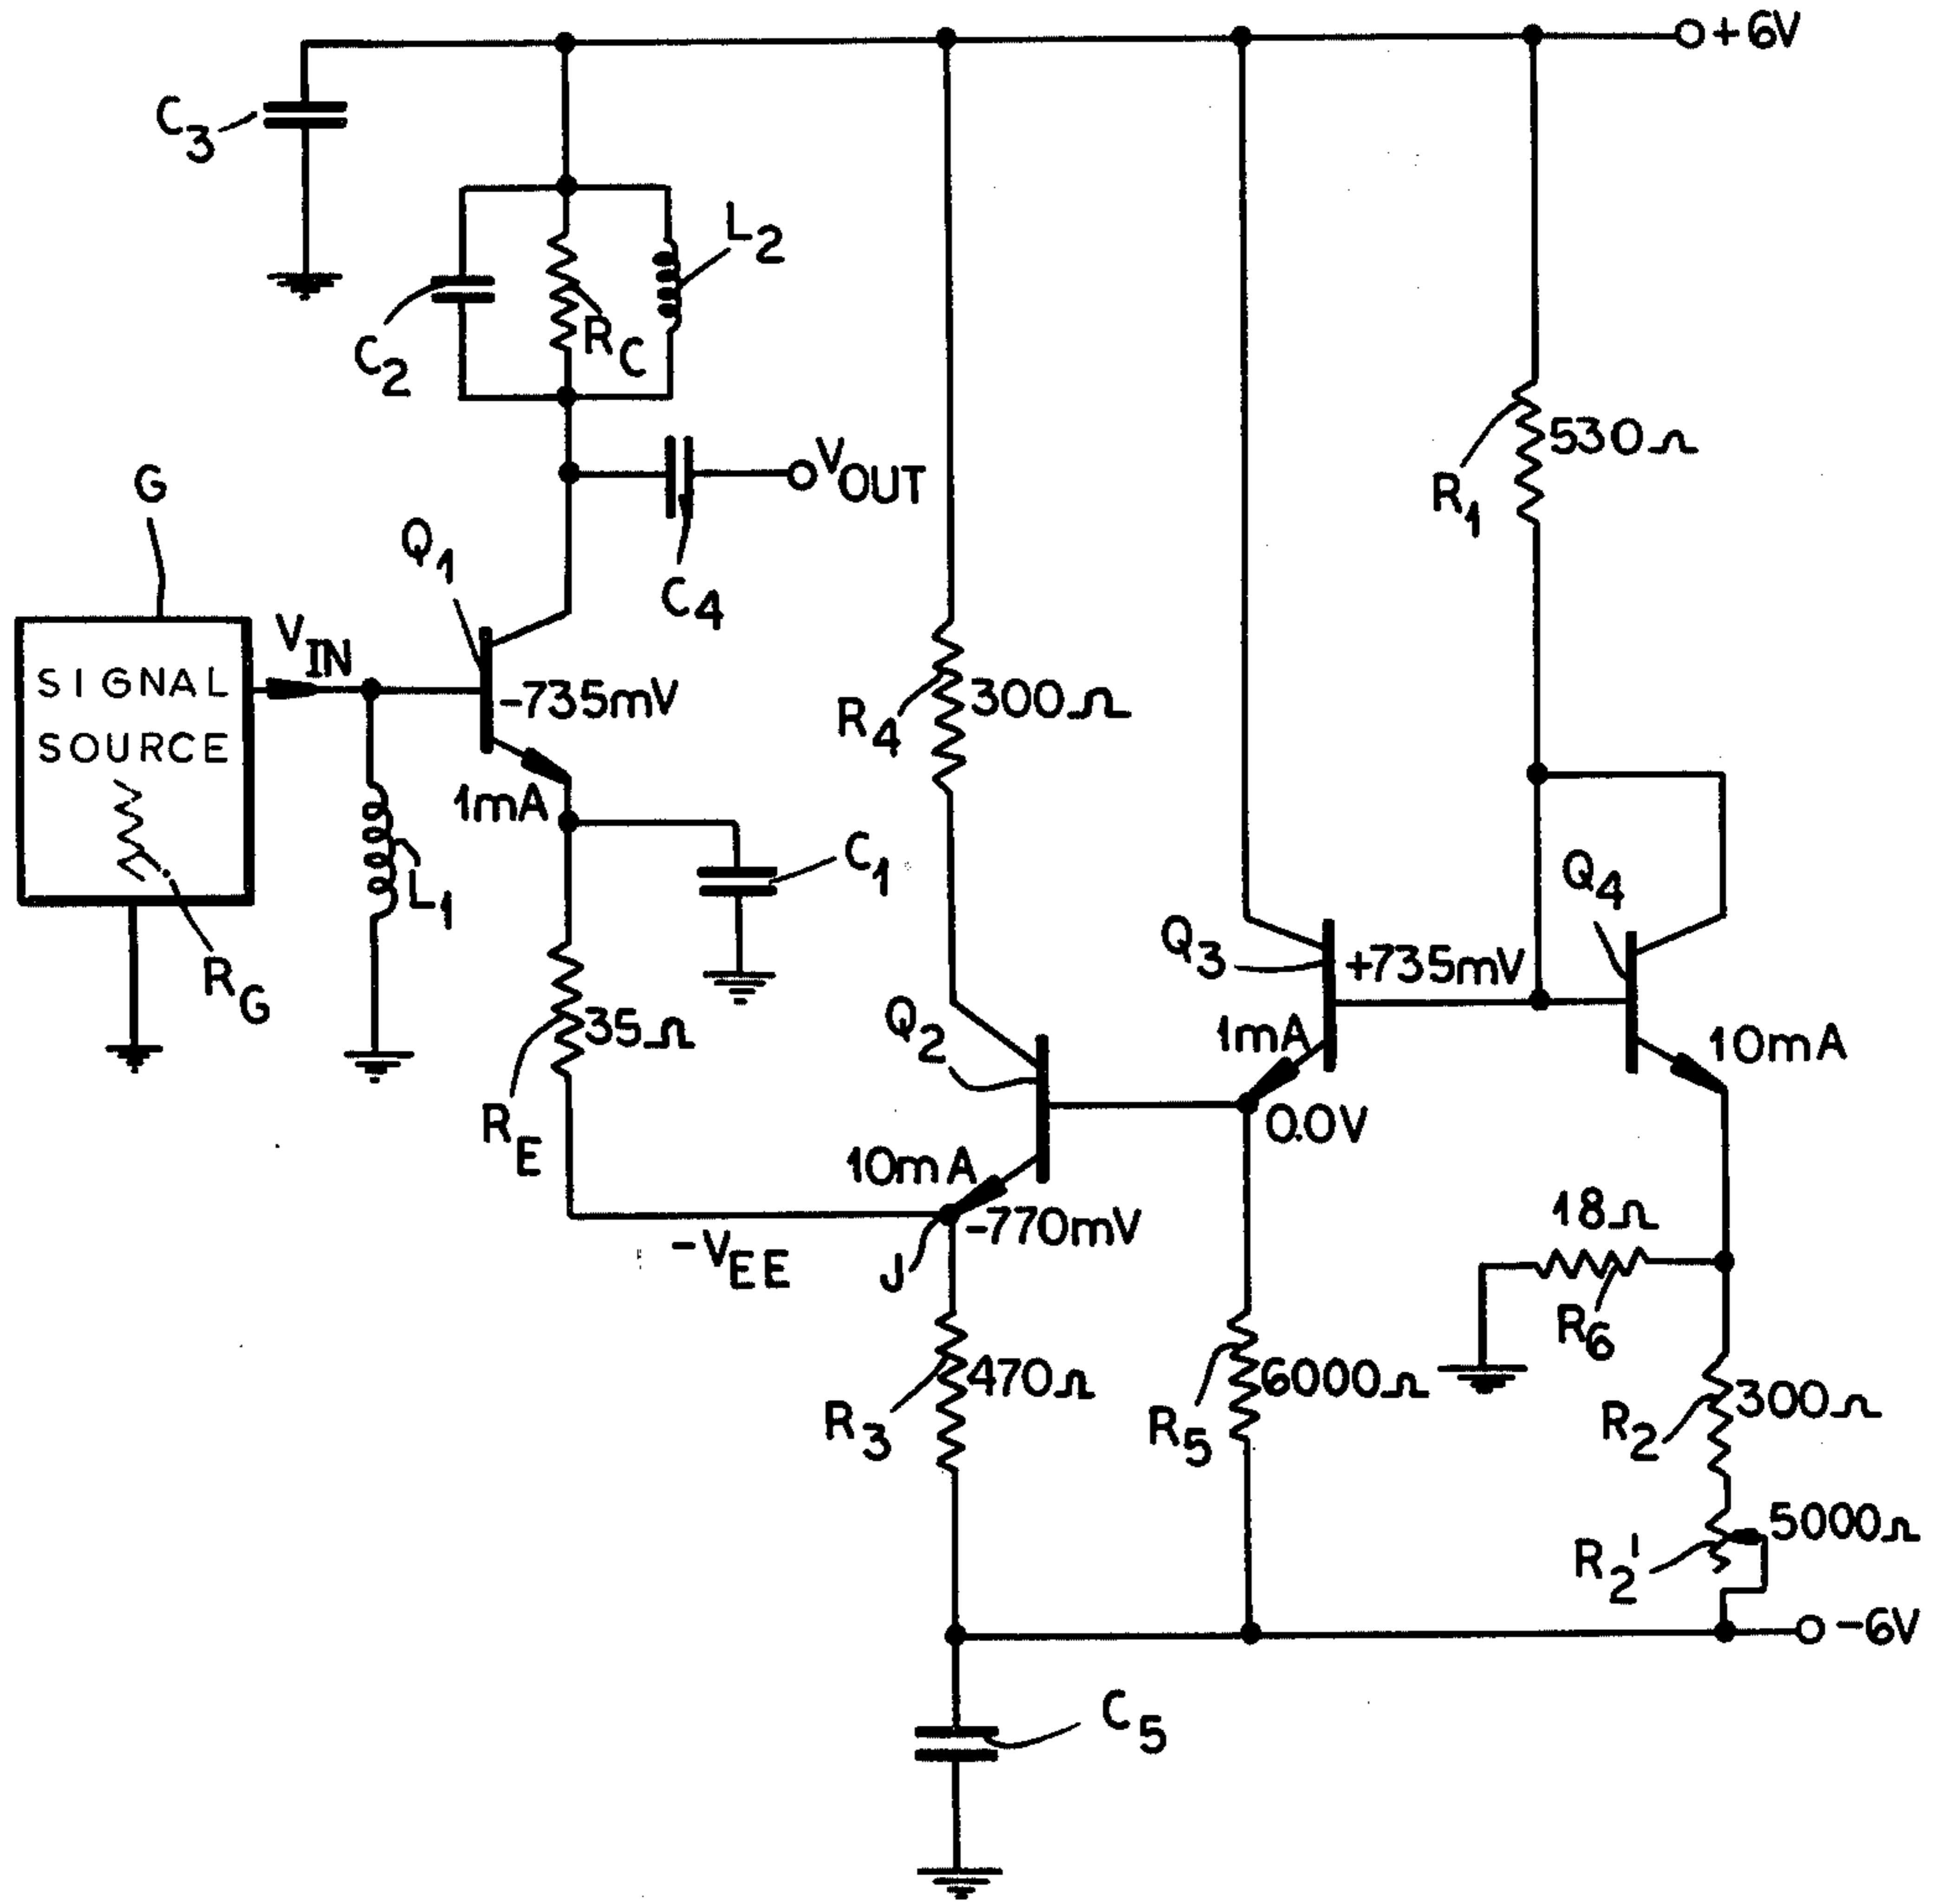 +6V
C3
L2
RC
C2
VOUT
530Ω
R1
G
Q1
C4
VIN
SIGNAL
SOURCE
-735mV
R4
300Ω
1mA
C1
Q4
L1
Q3
+735mV
RG
Q2
35Ω
1mA
10mA
RE
0.0V
10mA
18Ω
-770mV
-VEE
J
R6
470Ω
6000Ω
300Ω
R3
R5
R2
5000Ω
R2'
-6V
C5